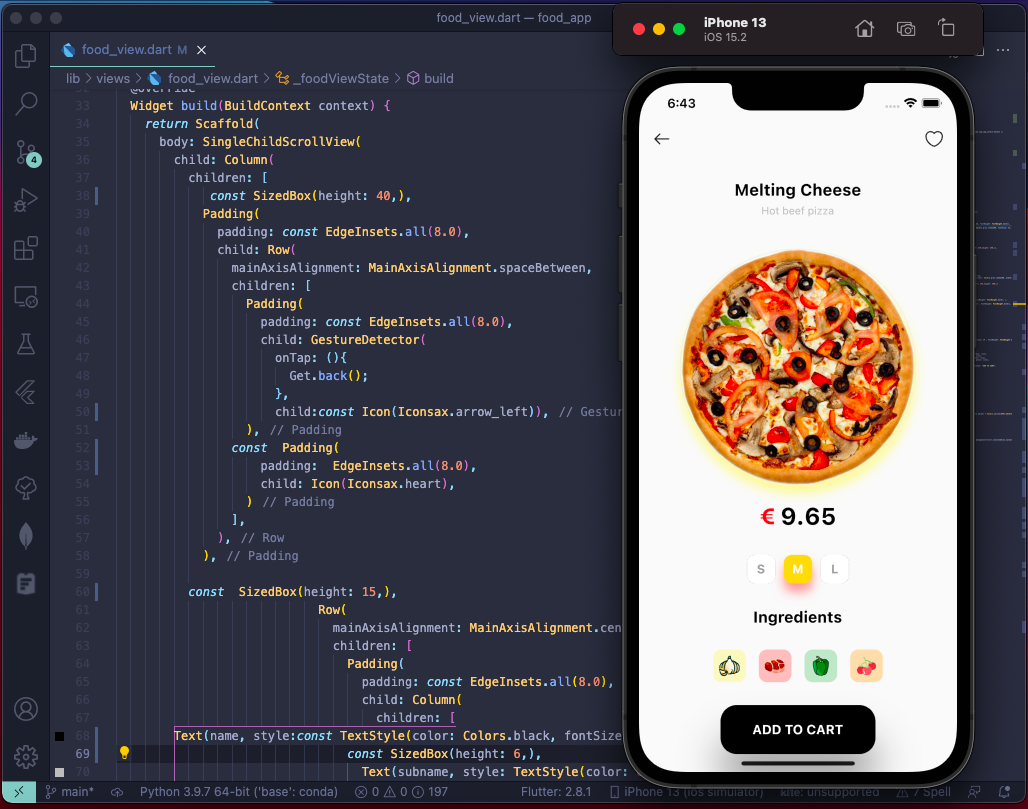 food_view.dart — food_app
food_view.dart M
lib > views > food_view.dart > _foodViewState > build
32 @override
33 Widget build(BuildContext context) {
34 return Scaffold(
35 body: SingleChildScrollView(
36 child: Column(
37 children: [
38 const SizedBox(height: 40,),
39 Padding(
40 padding: const EdgeInsets.all(8.0),
41 child: Row(
42 mainAxisAlignment: MainAxisAlignment.spaceBetween,
43 children: [
44 Padding(
45 padding: const EdgeInsets.all(8.0),
46 child: GestureDetector(
47 onTap: (){
48 Get.back();
49 },
50 child:const Icon(Iconsax.arrow_left)), // Gestu
51 ), // Padding
52 const Padding(
53 padding: EdgeInsets.all(8.0),
54 child: Icon(Iconsax.heart),
55 ) // Padding
56 ],
57 ), // Row
58 ), // Padding
59
60 const SizedBox(height: 15,),
61 Row(
62 mainAxisAlignment: MainAxisAlignment.cen
63 children: [
64 Padding(
65 padding: const EdgeInsets.all(8.0),
66 child: Column(
67 children: [
68 Text(name, style:const TextStyle(color: Colors.black, fontSize
69 const SizedBox(height: 6,),
70 Text(subname, style: TextStyle(color:
4
main*
Python 3.9.7 64-bit ('base': conda)
0
0
197
Flutter: 2.8.1
iPhone 13 (ios simulator)
kite: unsupported
7 Spell
iPhone 13
iOS 15.2
6:43
Melting Cheese
Hot beef pizza
€ 9.65
S M L
Ingredients
ADD TO CART